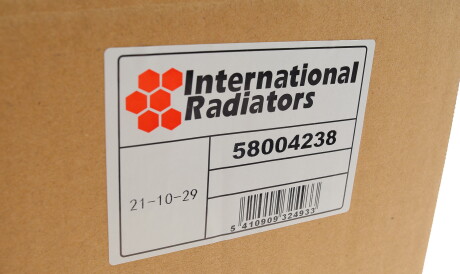 International
Radiators
58004238
21-10-29
5 410909 324933